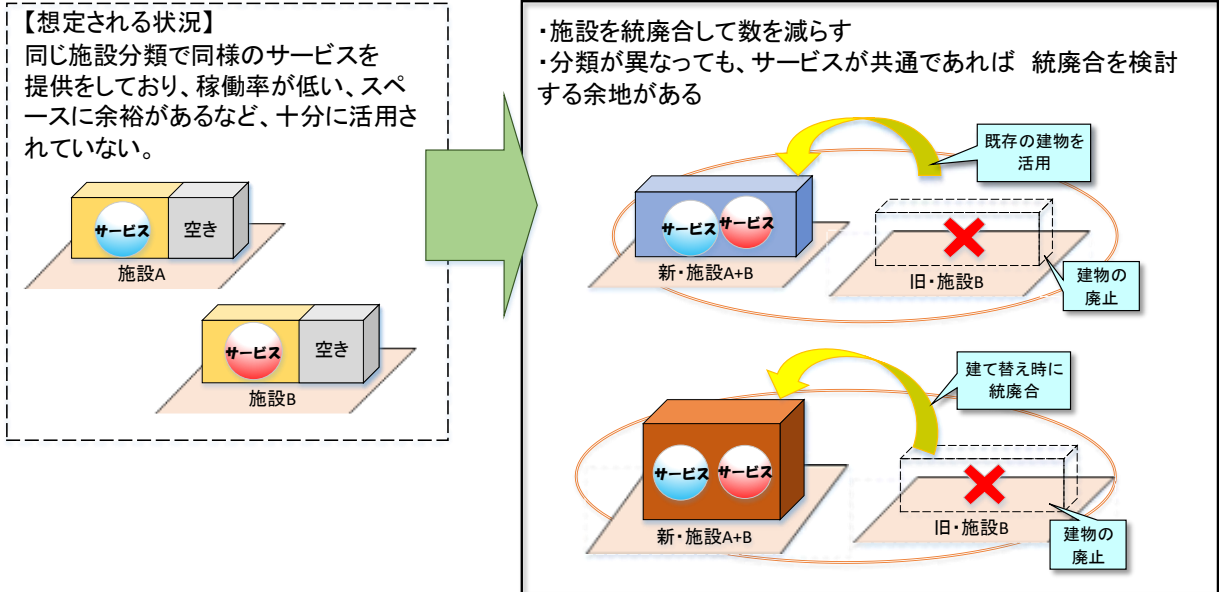 【想定される状況】
同じ施設分類で同様のサービスを
提供をしており、稼働率が低い、スペ
ースに余裕があるなど、十分に活用さ
れていない。
サービス
空き
施設A
サービス
空き
施設B
・施設を統廃合して数を減らす
・分類が異なっても、サービスが共通であれば　統廃合を検討
する余地がある
既存の建物を
活用
サービス
サービス
新・施設A+B
旧・施設B
建物の
廃止
建て替え時に
統廃合
サービス
サービス
新・施設A+B
旧・施設B
建物の
廃止